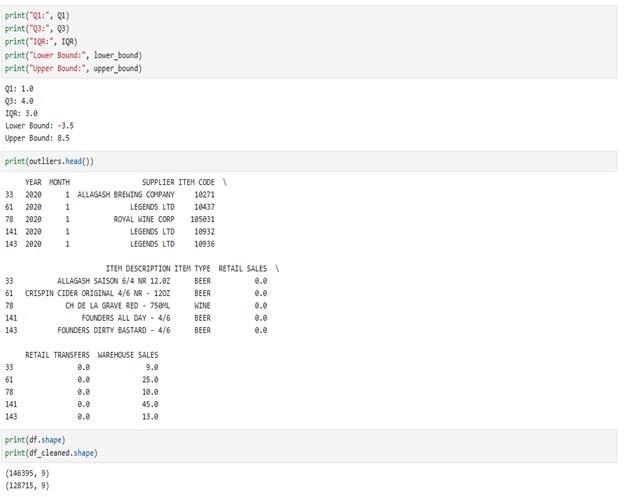 print("Q1:", Q1)
print("Q3:", Q3)
print("IQR:", IQR)
print("Lower Bound:", lower_bound)
print("Upper Bound:", upper_bound)
Q1: 1.0
Q3: 4.0
IQR: 3.0
Lower Bound: -3.5
Upper Bound: 8.5
print(outliers.head())
YEAR MONTH SUPPLIER ITEM CODE \
33 2020 1 ALLAGASH BREWING COMPANY 10271
61 2020 1 LEGENDS LTD 10437
78 2020 1 ROYAL WINE CORP 105031
141 2020 1 LEGENDS LTD 10932
143 2020 1 LEGENDS LTD 10936
ITEM DESCRIPTION ITEM TYPE RETAIL SALES \
33 ALLAGASH SAISON 6/4 NR 12.0Z BEER 0.0
61 CRISPIN CIDER ORIGINAL 4/6 NR - 12OZ BEER 0.0
78 CH DE LA GRAVE RED - 750ML WINE 0.0
141 FOUNDERS ALL DAY - 4/6 BEER 0.0
143 FOUNDERS DIRTY BASTARD - 4/6 BEER 0.0
RETAIL TRANSFERS WAREHOUSE SALES
33 0.0 9.0
61 0.0 25.0
78 0.0 10.0
141 0.0 45.0
143 0.0 13.0
print(df.shape)
print(df_cleaned.shape)
(146395, 9)
(128715, 9)